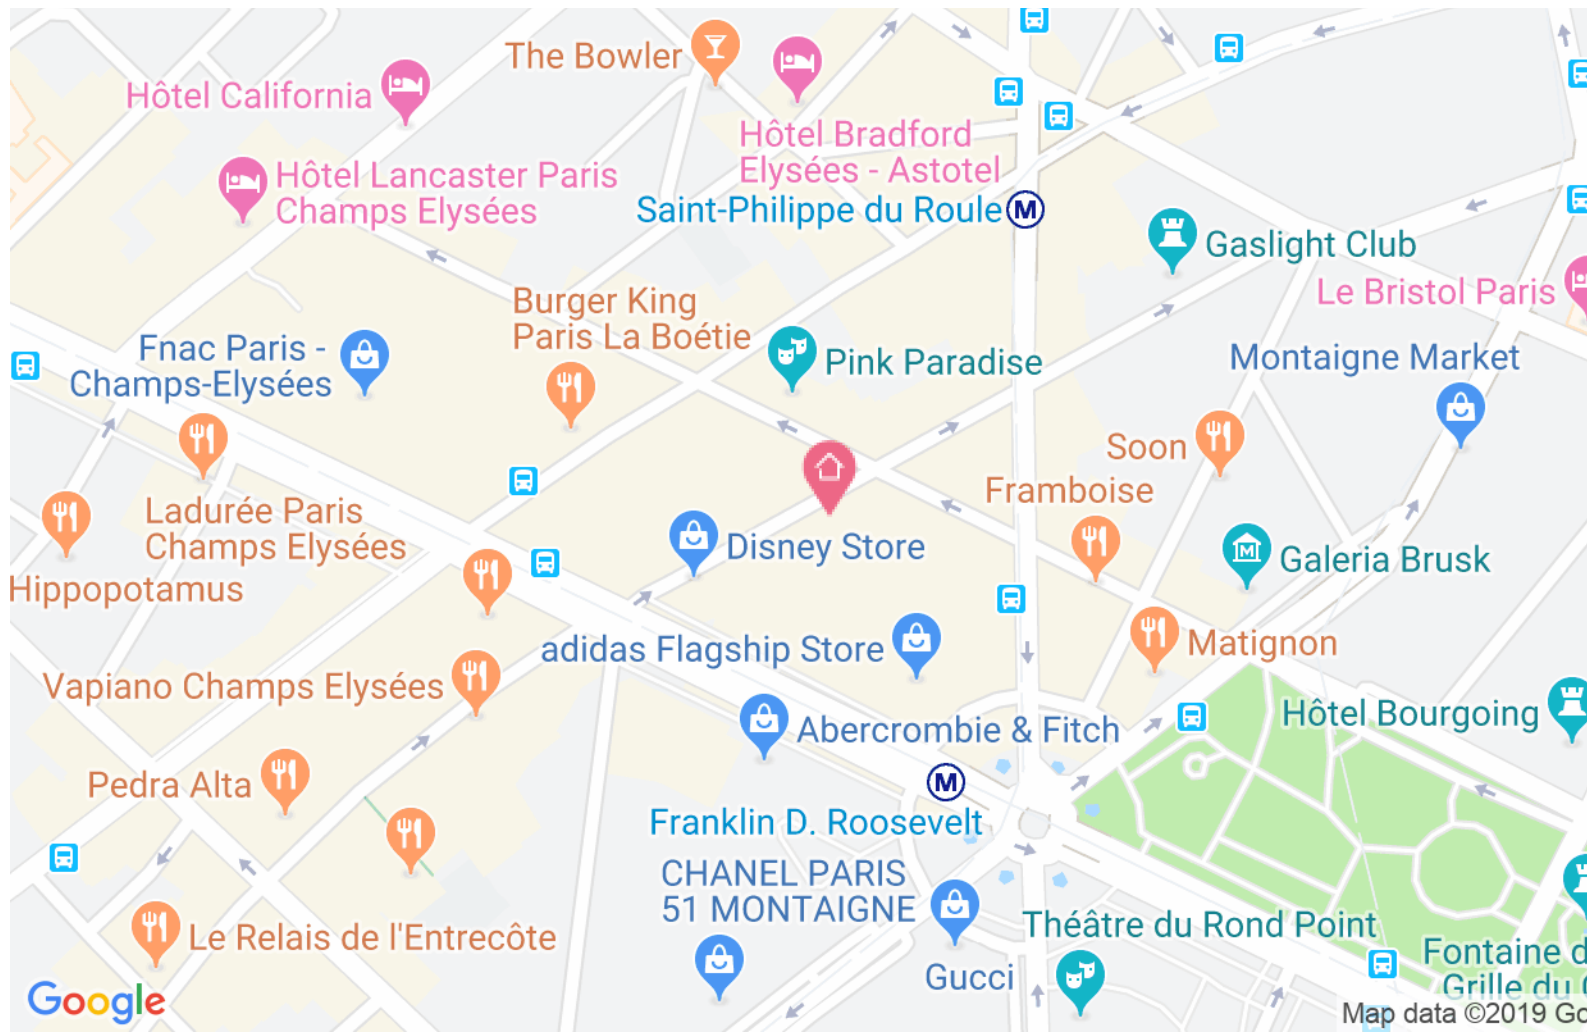 The Bowler
Hôtel California
Hôtel Bradford
Elysées - Astotel
Hôtel Lancaster Paris
Champs Elysées
Saint-Philippe du Roule
M
Gaslight Club
Le Bristol Paris
Burger King
Paris La Boétie
Fnac Paris -
Champs-Elysées
Pink Paradise
Montaigne Market
Soon
Framboise
Ladurée Paris
Champs Elysées
Disney Store
Galeria Brusk
Hippopotamus
adidas Flagship Store
Matignon
Vapiano Champs Elysées
Hôtel Bourgoing
Abercrombie & Fitch
Pedra Alta
M
Franklin D. Roosevelt
CHANEL PARIS
51 MONTAIGNE
Le Relais de l'Entrecôte
Théâtre du Rond Point
Gucci
Fontaine d
Grille du
Google
Map data ©2019 Go